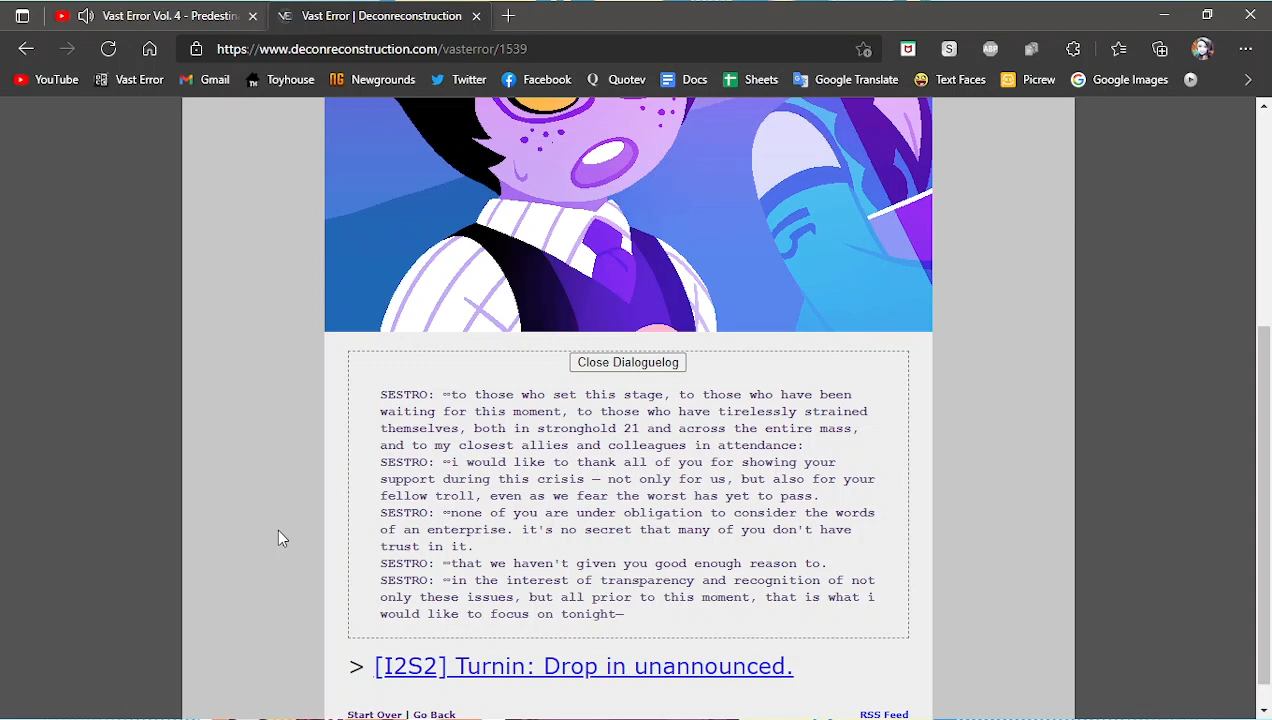 Vast Error Vol. 4 - Predestina
Vast Error | Deconreconstruction
https://www.deconreconstruction.com/vasterror/1539
YouTube Vast Error Gmail Toyhouse Newgrounds Twitter Facebook Quotev Docs Sheets Google Translate Text Faces Picrew Google Images
Close Dialoguelog
SESTRO: ∞to those who set this stage, to those who have been
waiting for this moment, to those who have tirelessly strained
themselves, both in stronghold 21 and across the entire mass,
and to my closest allies and colleagues in attendance:
SESTRO: ∞i would like to thank all of you for showing your
support during this crisis — not only for us, but also for your
fellow troll, even as we fear the worst has yet to pass.
SESTRO: ∞none of you are under obligation to consider the words
of an enterprise. it's no secret that many of you don't have
trust in it.
SESTRO: ∞that we haven't given you good enough reason to.
SESTRO: ∞in the interest of transparency and recognition of not
only these issues, but all prior to this moment, that is what i
would like to focus on tonight—
> [I2S2] Turnin: Drop in unannounced.
Start Over | Go Back
RSS Feed